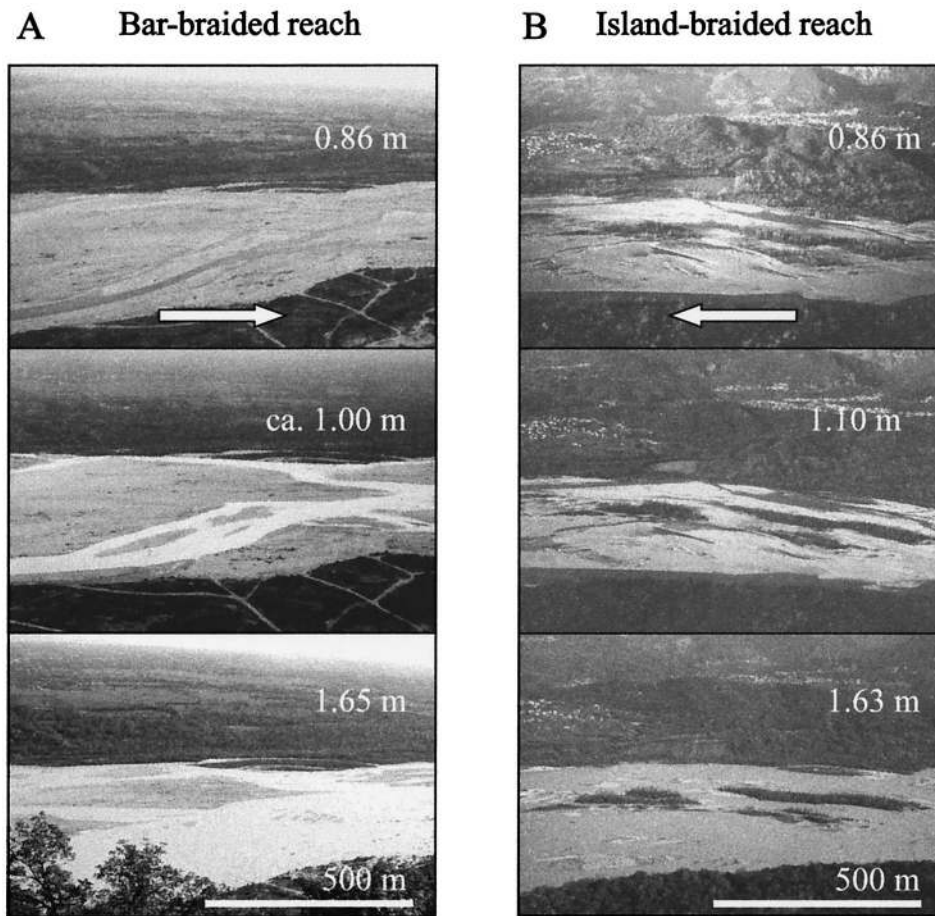 A Bar-braided reach
B Island-braided reach
0.86 m
0.86 m
ca. 1.00 m
1.10 m
1.65 m
1.63 m
500 m
500 m